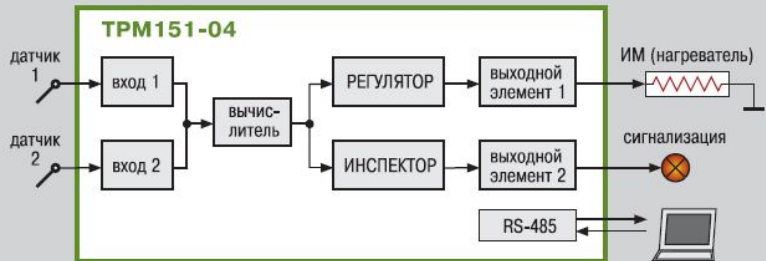 ТРМ151-04
датчик
1
вход 1
датчик
2
вход 2
вычис-
литель
РЕГУЛЯТОР
выходной
элемент 1
ИМ (нагреватель)
ИНСПЕКТОР
выходной
элемент 2
сигнализация
RS-485